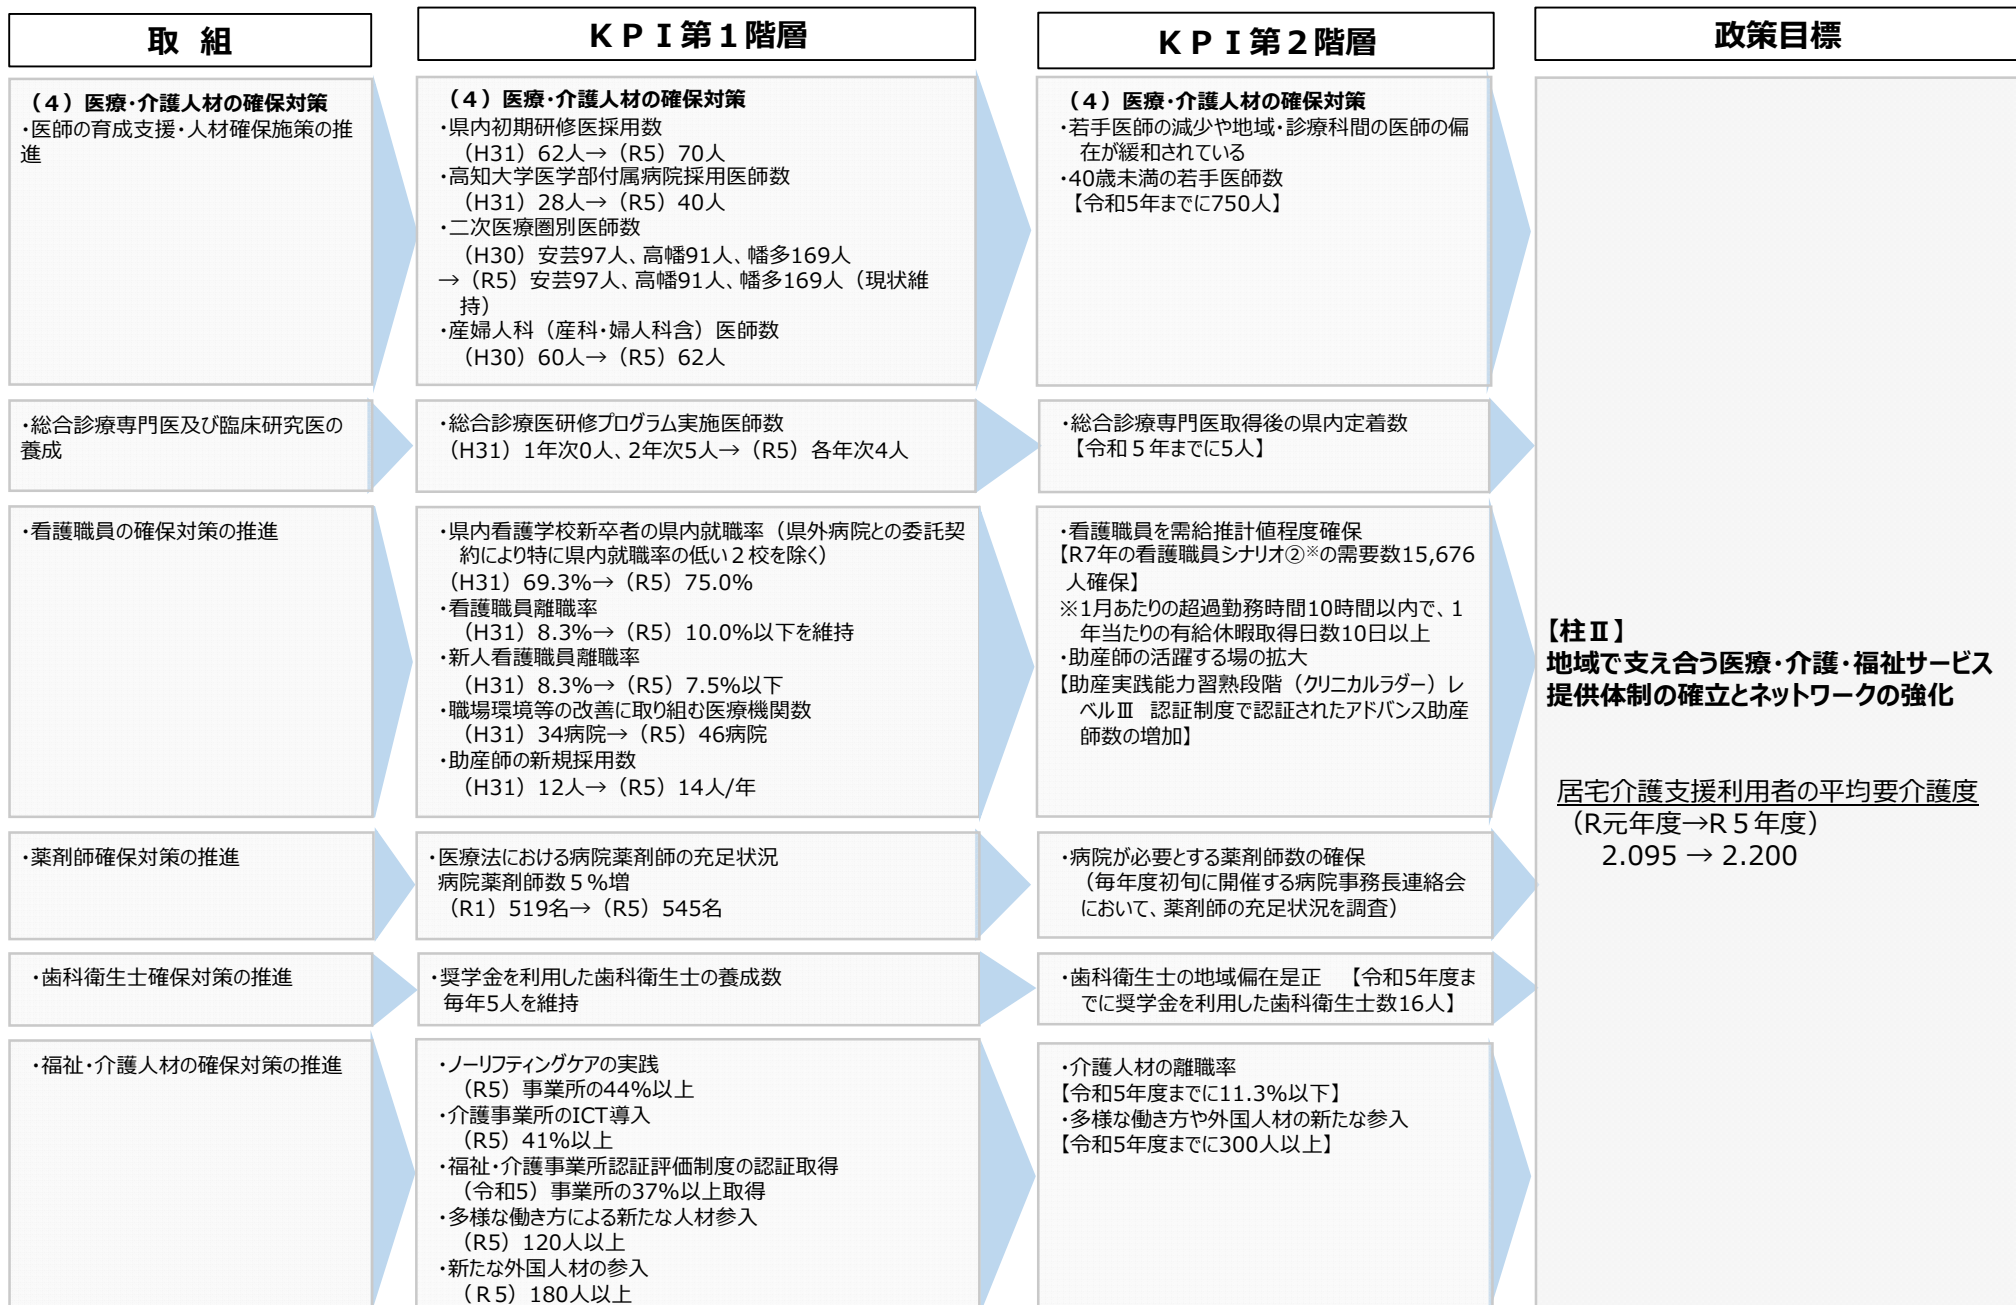 取 組
ＫＰＩ第１階層
ＫＰＩ第２階層
政策目標
（４）医療・介護人材の確保対策
・医師の育成支援・人材確保施策の推
進
（４）医療・介護人材の確保対策
・県内初期研修医採用数
（H31）62人→（R5）70人
・高知大学医学部付属病院採用医師数
（H31）28人→（R5）40人
・二次医療圏別医師数
（H30）安芸97人、高幡91人、幡多169人
→（R5）安芸97人、高幡91人、幡多169人（現状維
持）
・産婦人科（産科・婦人科含）医師数
（H30）60人→（R5）62人
（４）医療・介護人材の確保対策
・若手医師の減少や地域・診療科間の医師の偏
在が緩和されている
・40歳未満の若手医師数
【令和5年までに750人】
・総合診療専門医及び臨床研究医の
養成
・総合診療医研修プログラム実施医師数
（H31）1年次0人、2年次5人→（R5）各年次4人
・総合診療専門医取得後の県内定着数
【令和５年までに5人】
・看護職員の確保対策の推進
・県内看護学校新卒者の県内就職率（県外病院との委託契
約により特に県内就職率の低い２校を除く）
（H31）69.3%→（R5）75.0%
・看護職員離職率
（H31）8.3%→（R5）10.0%以下を維持
・新人看護職員離職率
（H31）8.3%→（R5）7.5%以下
・職場環境等の改善に取り組む医療機関数
（H31）34病院→（R5）46病院
・助産師の新規採用数
（H31）12人→（R5）14人/年
・看護職員を需給推計値程度確保
【R7年の看護職員シナリオ②※の需要数15,676
人確保】
※1月あたりの超過勤務時間10時間以内で、1
年当たりの有給休暇取得日数10日以上
・助産師の活躍する場の拡大
【助産実践能力習熟段階（クリニカルラダー）レ
ベルⅢ 認証制度で認証されたアドバンス助産
師数の増加】
・薬剤師確保対策の推進
・医療法における病院薬剤師の充足状況
病院薬剤師数５%増
（R1）519名→（R5）545名
・病院が必要とする薬剤師数の確保
（毎年度初旬に開催する病院事務長連絡会
において、薬剤師の充足状況を調査）
・歯科衛生士確保対策の推進
・奨学金を利用した歯科衛生士の養成数
毎年5人を維持
・歯科衛生士の地域偏在是正 【令和5年度ま
でに奨学金を利用した歯科衛生士数16人】
・福祉・介護人材の確保対策の推進
・ノーリフティングケアの実践
（R5）事業所の44%以上
・介護事業所のICT導入
（R5）41%以上
・福祉・介護事業所認証評価制度の認証取得
（令和5）事業所の37%以上取得
・多様な働き方による新たな人材参入
（R5）120人以上
・新たな外国人材の参入
（Ｒ5）180人以上
・介護人材の離職率
【令和5年度までに11.3%以下】
・多様な働き方や外国人材の新たな参入
【令和5年度までに300人以上】
【柱Ⅱ】
地域で支え合う医療・介護・福祉サービス
提供体制の確立とネットワークの強化
居宅介護支援利用者の平均要介護度
（R元年度→R５年度）
2.095 → 2.200